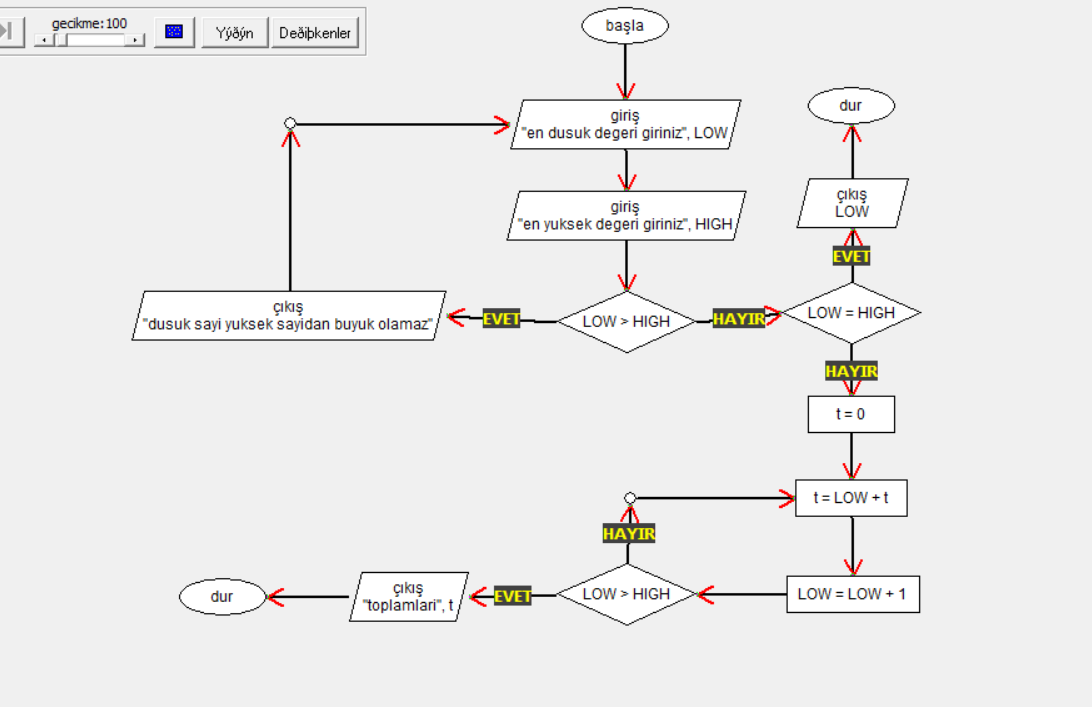 gecikme:100
Yýðýn
Deðiþkenler
başla
giriş
"en dusuk degeri giriniz", LOW
giriş
"en yuksek degeri giriniz", HIGH
LOW > HIGH
EVET
çıkış
"dusuk sayi yuksek sayidan buyuk olamaz"
HAYIR
LOW = HIGH
EVET
çıkış
LOW
dur
HAYIR
t = 0
t = LOW + t
LOW = LOW + 1
LOW > HIGH
HAYIR
EVET
çıkış
"toplamlari", t
dur